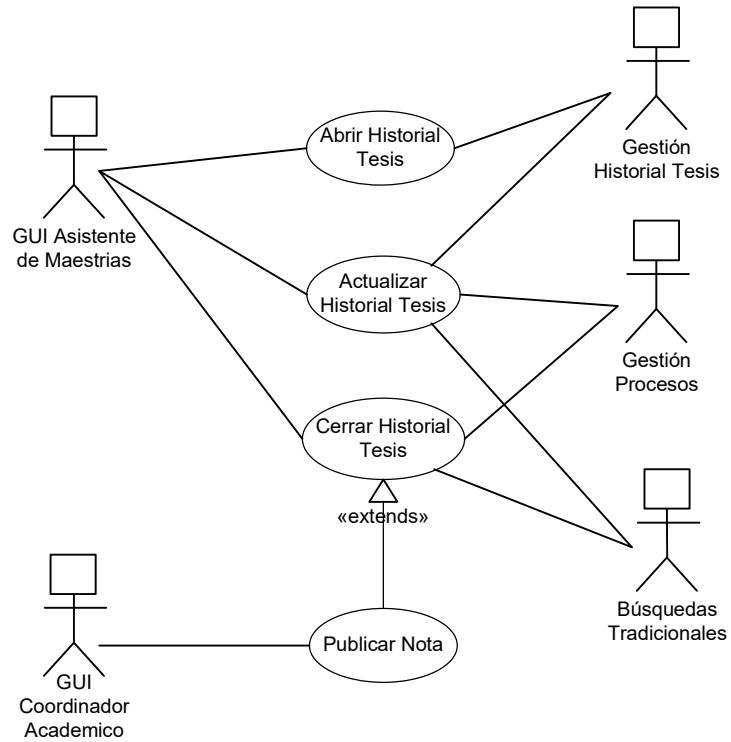 Abrir Historial
Tesis
Gestión
Historial Tesis
GUI Asistente
de Maestrias
Actualizar
Historial Tesis
Gestión
Procesos
Cerrar Historial
Tesis
«extends»
Búsquedas
Tradicionales
Publicar Nota
GUI
Coordinador
Academico